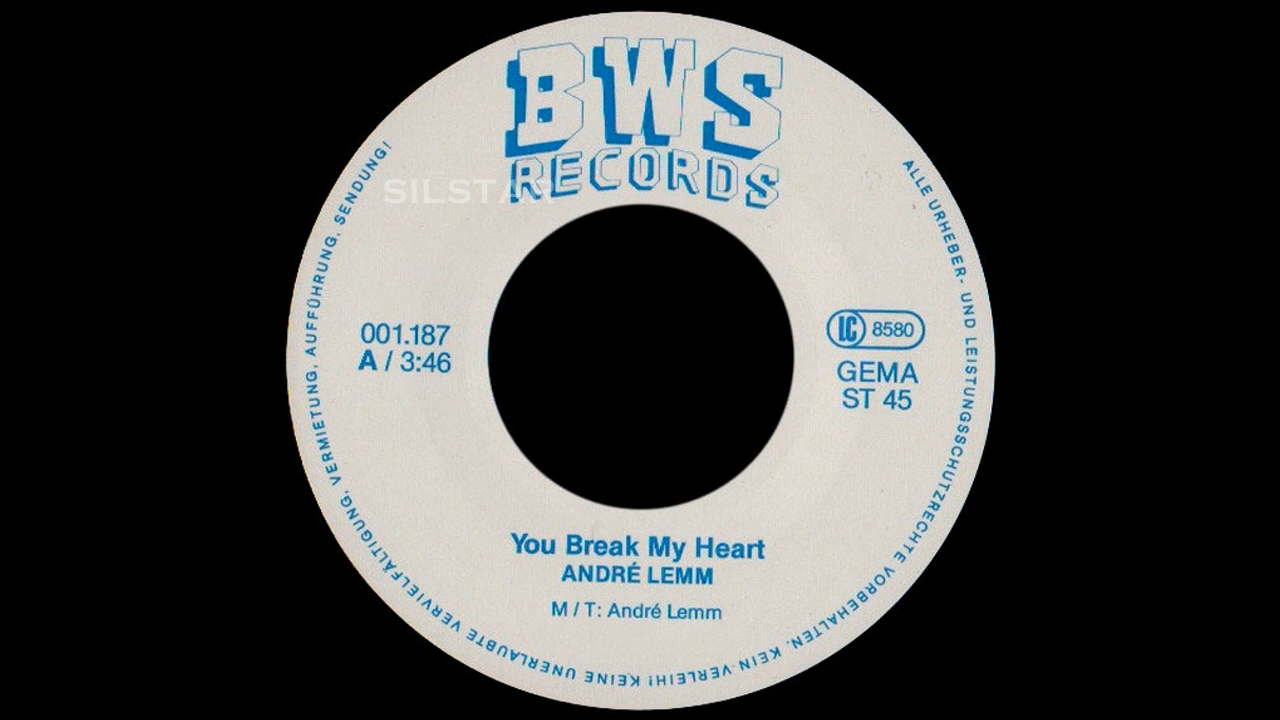 BWS
RECORDS
SILSTAR
001.187
A / 3:46
LC 8580
GEMA
ST 45
You Break My Heart
ANDRÉ LEMM
M / T: André Lemm
ALLE URHEBER- UND LEISTUNGSSCHUTZRECHTE VORBEHALTEN. KEIN VERLEIH! KEINE UNERLAUBTE VERVIELFÄLTIGUNG, VERMIETUNG, AUFFÜHRUNG, SENDUNG!